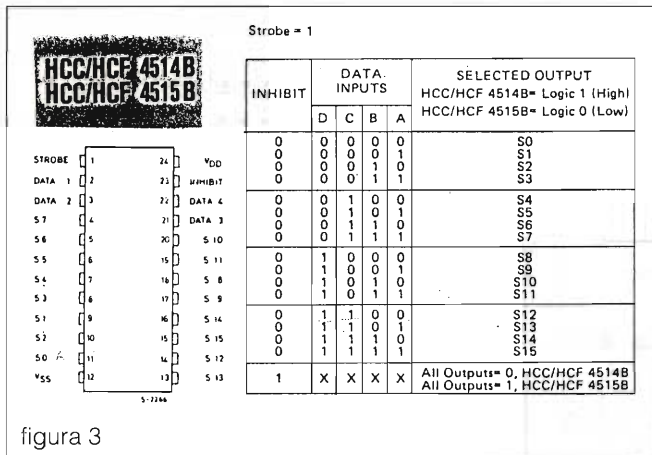 Strobe = 1
HCC/HCF 4514B
HCC/HCF 4515B
INHIBIT DATA INPUTS SELECTED OUTPUT
HCC/HCF 4514B= Logic 1 (High)
HCC/HCF 4515B= Logic 0 (Low)
D C B A
0 0 0 0 0 S0
0 0 0 0 1 S1
0 0 0 1 0 S2
0 0 0 1 1 S3
0 0 1 0 0 S4
0 0 1 0 1 S5
0 0 1 1 0 S6
0 0 1 1 1 S7
0 1 0 0 0 S8
0 1 0 0 1 S9
0 1 0 1 0 S10
0 1 0 1 1 S11
0 1 1 0 0 S12
0 1 1 0 1 S13
0 1 1 1 0 S14
0 1 1 1 1 S15
1 X X X X All Outputs= 0, HCC/HCF 4514B
All Outputs= 1, HCC/HCF 4515B
STROBE 1 24 VDD
DATA 1 2 23 INHIBIT
DATA 2 3 22 DATA 4
S7 4 21 DATA 3
S6 5 20 S10
S5 6 19 S11
S4 7 18 S8
S3 8 17 S9
S1 9 16 S14
S2 10 15 S15
S0 11 14 S12
VSS 12 13 S13
S-2266
figura 3